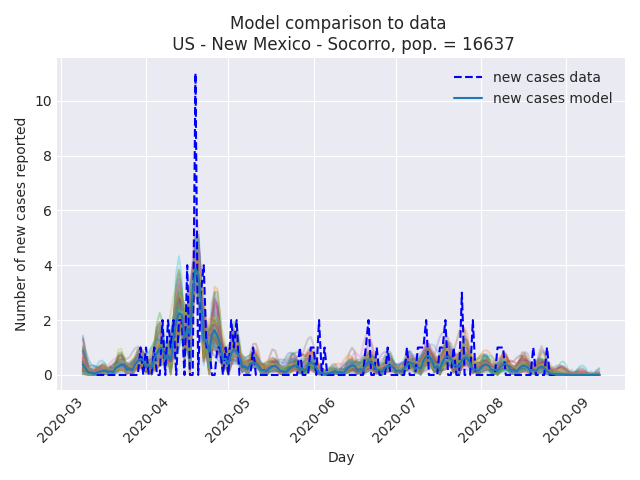 Model comparison to data
US - New Mexico - Socorro, pop. = 16637
new cases data
new cases model
Number of new cases reported
10
8
6
4
2
0
2020-03
2020-04
2020-05
2020-06
2020-07
2020-08
2020-09
Day